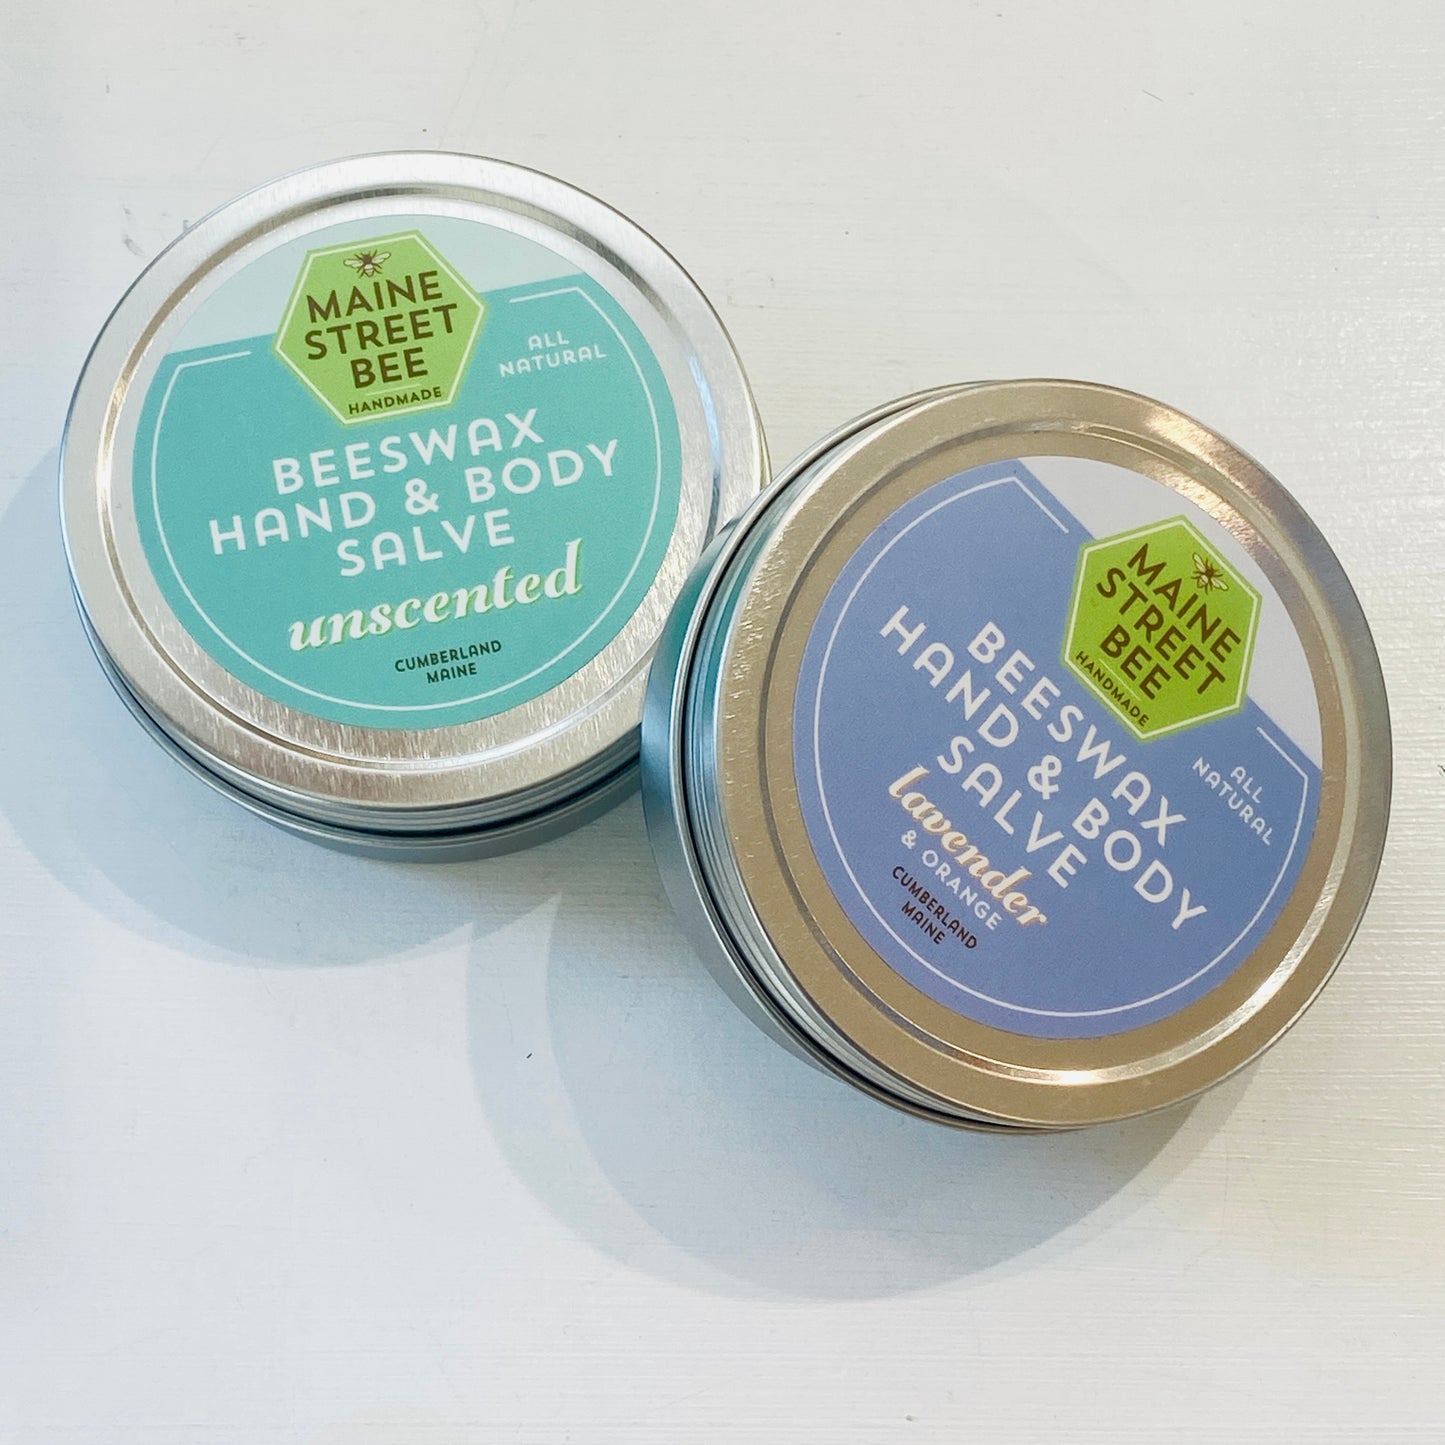 MAINE
STREET
BEE
HANDMADE
ALL
NATURAL
BEESWAX
HAND & BODY
SALVE
unscented
CUMBERLAND
MAINE
MAINE
STREET
BEE
HANDMADE
ALL
NATURAL
BEESWAX
HAND & BODY
SALVE
lavender
& ORANGE
CUMBERLAND
MAINE